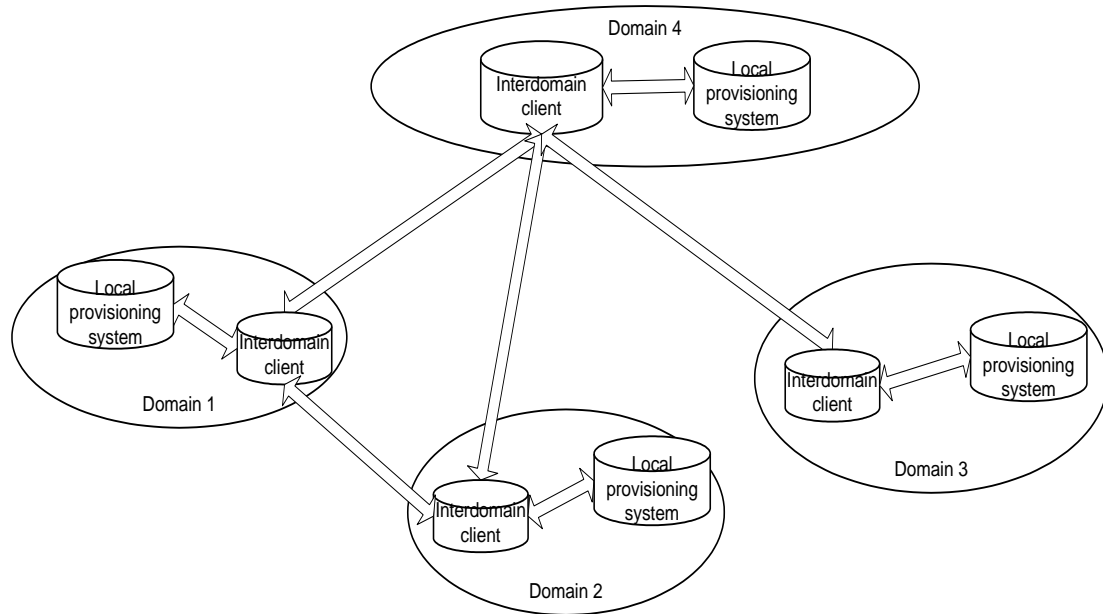 Domain 4
Interdomain
client
Local
provisioning
system
Local
provisioning
system
Interdomain
client
Domain 1
Local
provisioning
system
Interdomain
client
Domain 3
Local
provisioning
system
Interdomain
client
Domain 2